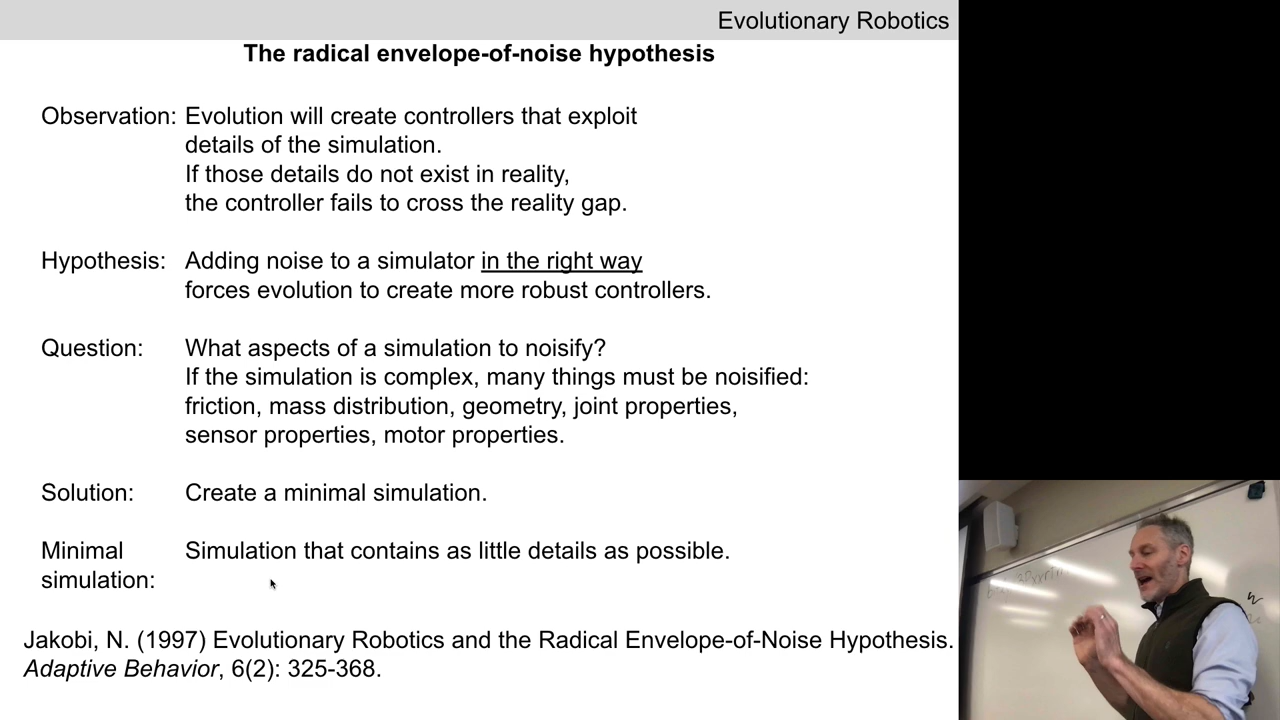 Evolutionary Robotics
The radical envelope-of-noise hypothesis
Observation: Evolution will create controllers that exploit
details of the simulation.
If those details do not exist in reality,
the controller fails to cross the reality gap.
Hypothesis: Adding noise to a simulator in the right way
forces evolution to create more robust controllers.
Question: What aspects of a simulation to noisify?
If the simulation is complex, many things must be noisified:
friction, mass distribution, geometry, joint properties,
sensor properties, motor properties.
Solution: Create a minimal simulation.
Minimal Simulation that contains as little details as possible.
simulation:
Jakobi, N. (1997) Evolutionary Robotics and the Radical Envelope-of-Noise Hypothesis.
Adaptive Behavior, 6(2): 325-368.